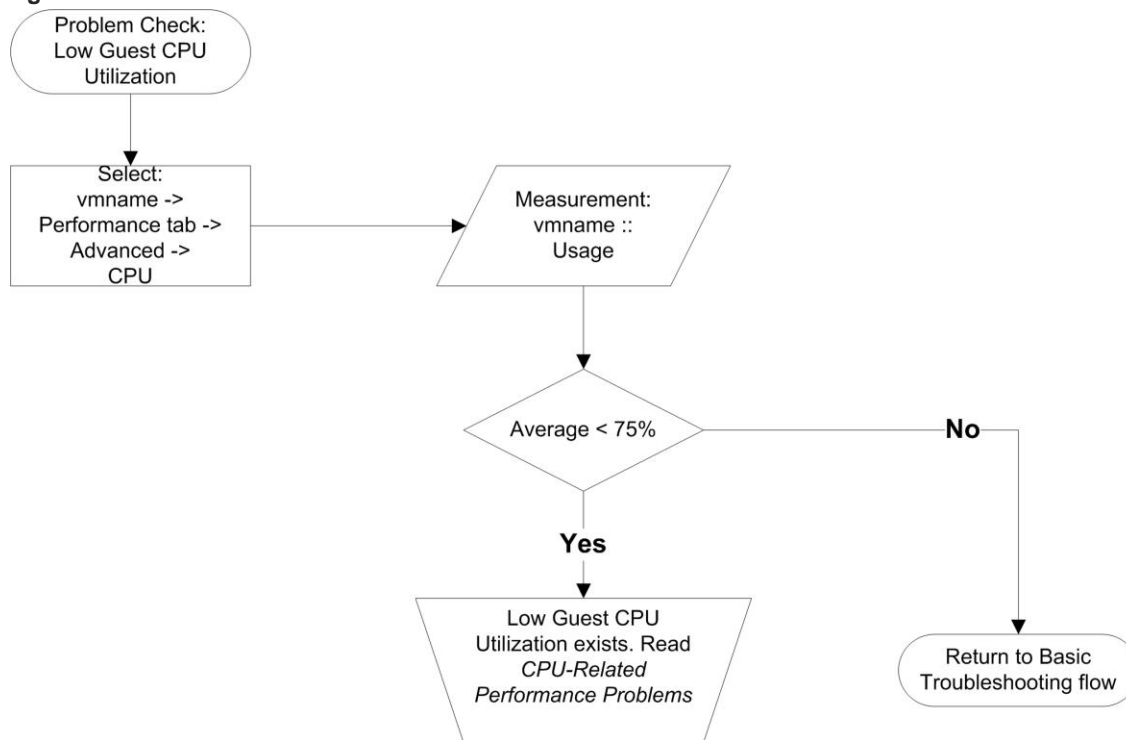 Problem Check:
Low Guest CPU
Utilization
Select:
vmname ->
Performance tab ->
Advanced ->
CPU
Measurement:
vmname ::
Usage
Average < 75%
No
Yes
Low Guest CPU
Utilization exists. Read
CPU-Related
Performance Problems
Return to Basic
Troubleshooting flow